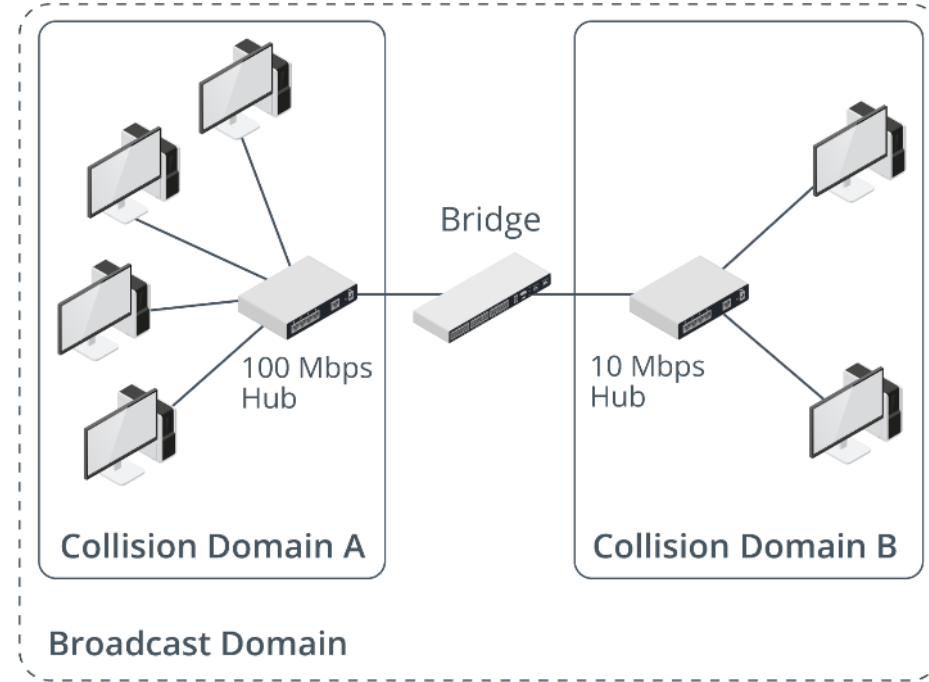 Bridge
100 Mbps
Hub
10 Mbps
Hub
Collision Domain A
Collision Domain B
Broadcast Domain